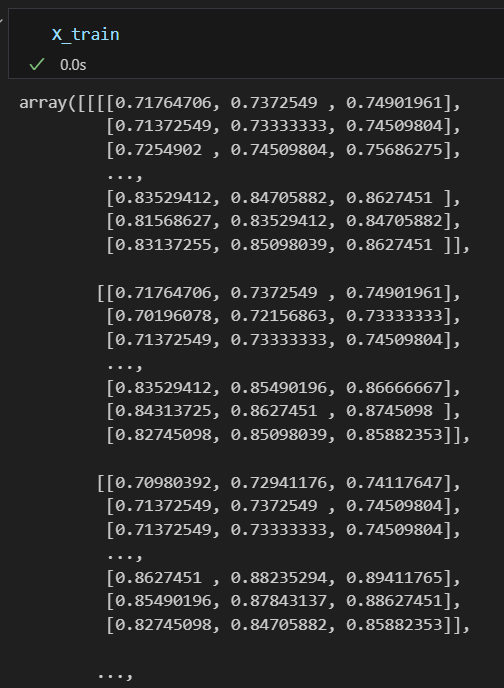 X_train
0.0s
array([[[[0.71764706, 0.7372549 , 0.74901961],
[0.71372549, 0.73333333, 0.74509804],
[0.7254902 , 0.74509804, 0.75686275],
...,
[0.83529412, 0.84705882, 0.8627451 ],
[0.81568627, 0.83529412, 0.84705882],
[0.83137255, 0.85098039, 0.8627451 ]],
[[0.71764706, 0.7372549 , 0.74901961],
[0.70196078, 0.72156863, 0.73333333],
[0.71372549, 0.73333333, 0.74509804],
...,
[0.83529412, 0.85490196, 0.86666667],
[0.84313725, 0.8627451 , 0.8745098 ],
[0.82745098, 0.85098039, 0.85882353]],
[[0.70980392, 0.72941176, 0.74117647],
[0.71372549, 0.7372549 , 0.74509804],
[0.71372549, 0.73333333, 0.74509804],
...,
[0.8627451 , 0.88235294, 0.89411765],
[0.85490196, 0.87843137, 0.88627451],
[0.82745098, 0.84705882, 0.85882353]],
...,